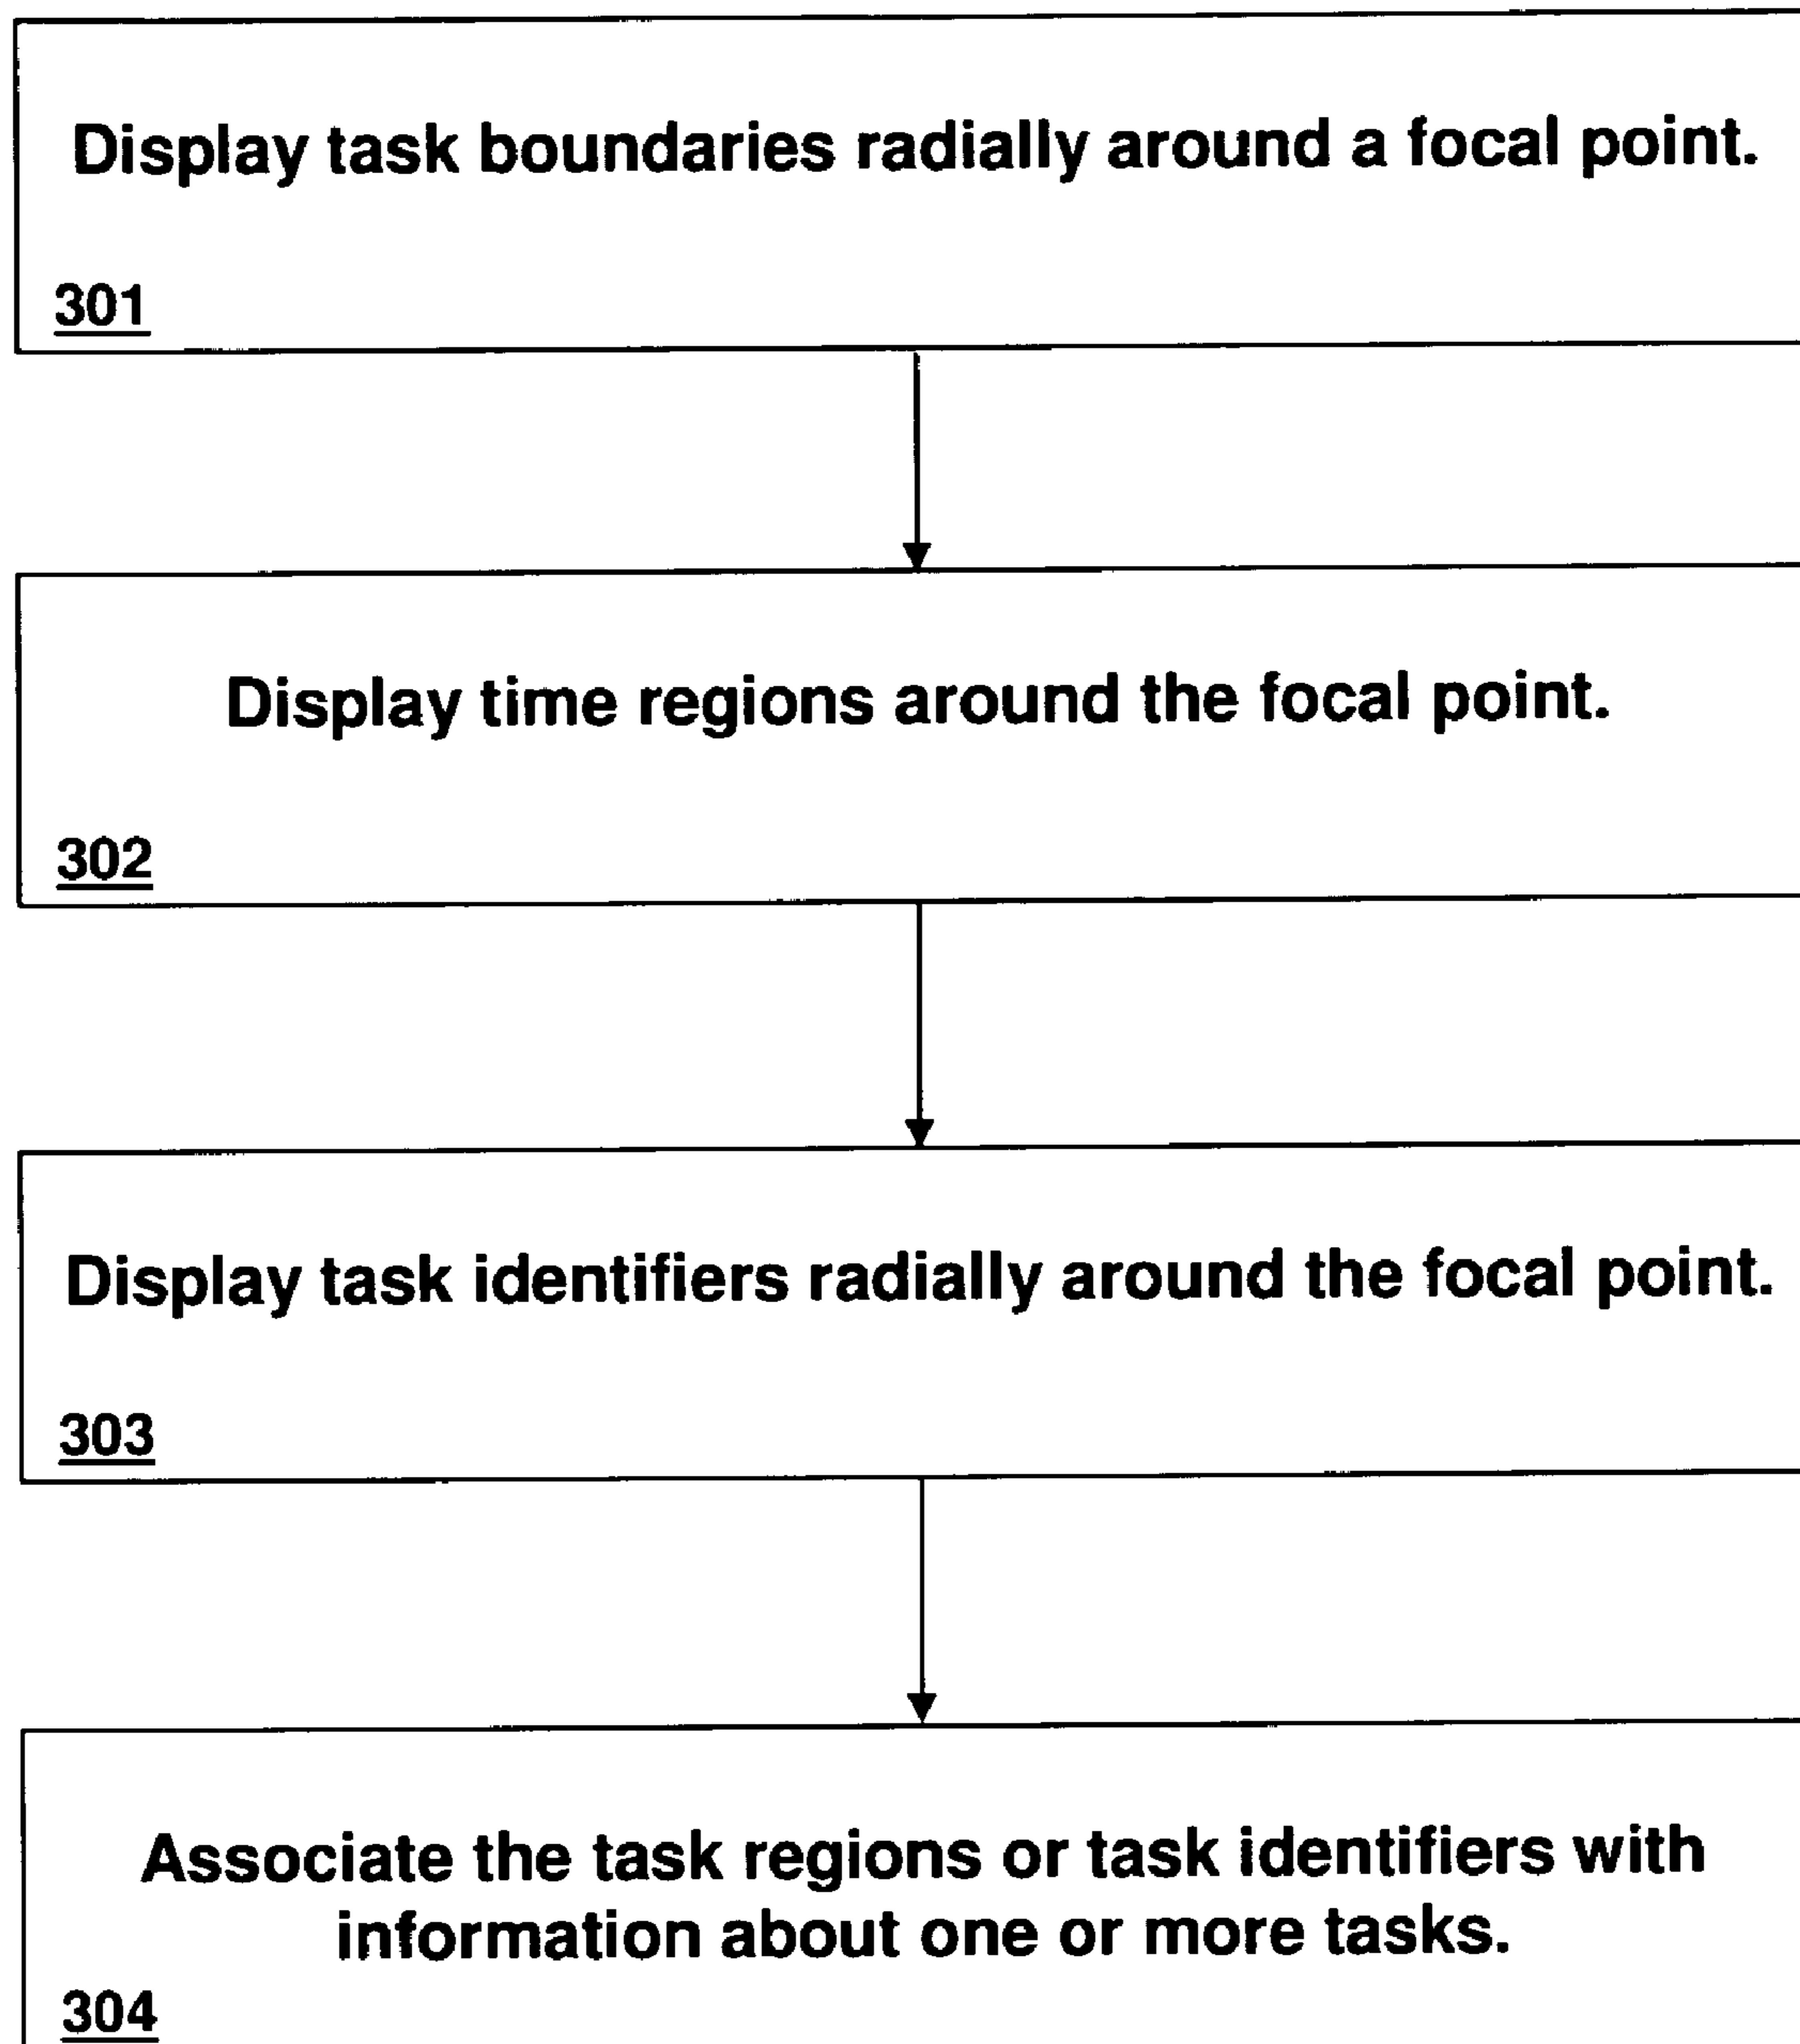 Display task boundaries radially around a focal point.
301
Display time regions around the focal point.
302
Display task identifiers radially around the focal point.
303
Associate the task regions or task identifiers with
information about one or more tasks.
304